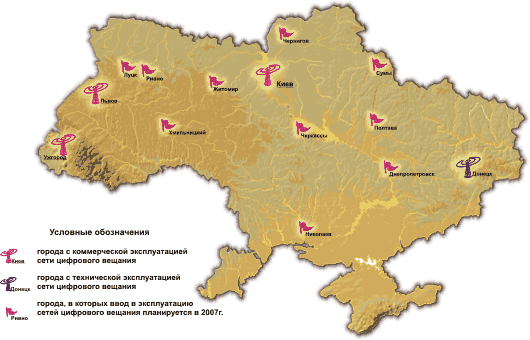 Чернигов
Луцк
Ривно
Киев
Сумы
Житомир
Львов
Хмельницкий
Черкассы
Полтава
Ужгород
Днепропетровск
Донецк
Николаев
Условные обозначения
Киев
города с коммерческой эксплуатацией
сети цифрового вещания
Донецк
города с технической эксплуатацией
сети цифрового вещания
Ривно
города, в которых ввод в эксплуатацию
сетей цифрового вещания планируется в 2007г.